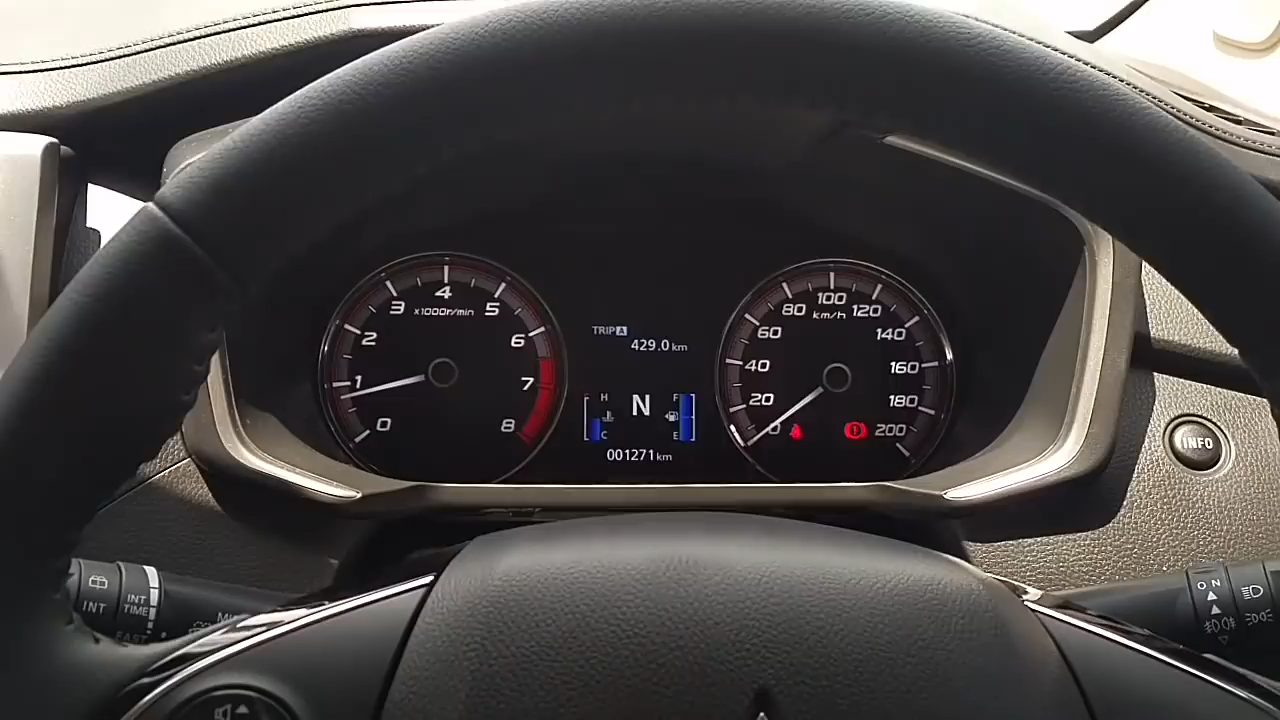 0 1 2 3 4 5 6 7 8
x1000r/min
TRIP A
429.0 km
H
C
N
F
E
001271 km
0 20 40 60 80 100 120 140 160 180 200
km/h
INFO
INT
INT
TIME
FAST
ON